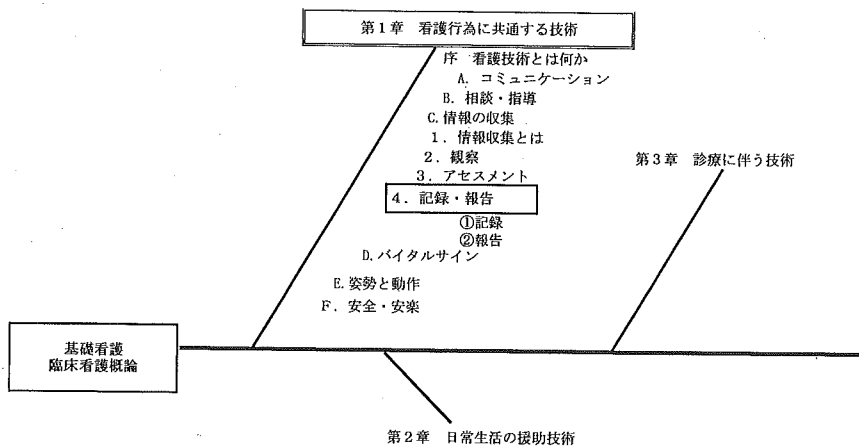 第1章 看護行為に共通する技術
序 看護技術とは何か
A. コミュニケーション
B. 相談・指導
C.情報の収集
1. 情報収集とは
2. 観察
3. アセスメント
4. 記録・報告
①記録
②報告
D.バイタルサイン
E.姿勢と動作
F. 安全・安楽
第3章 診療に伴う技術
基礎看護
臨床看護概論
第2章 日常生活の援助技術